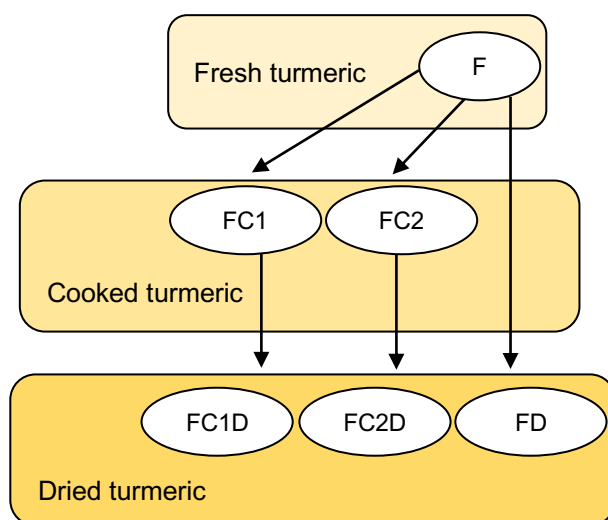 Fresh turmeric
F
FC1
FC2
Cooked turmeric
FC1D
FC2D
FD
Dried turmeric